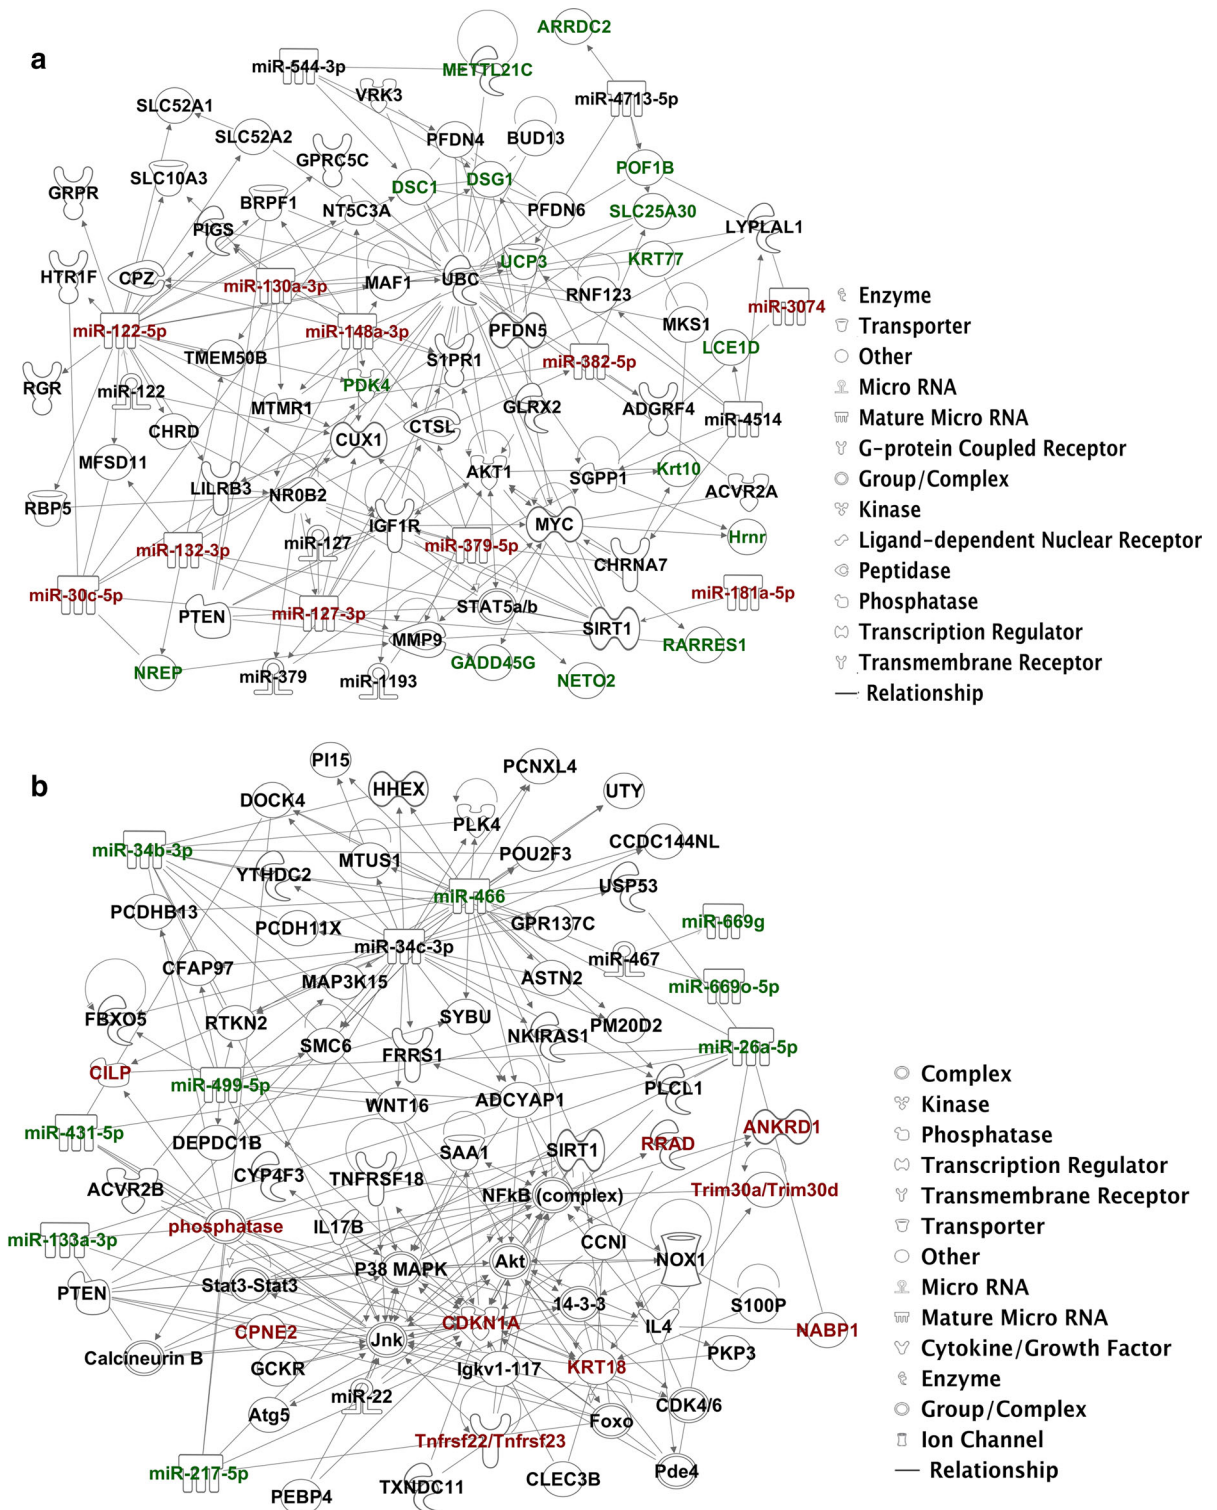 a
ARRDC2
miR-544-3p
METTL21C
VRK3
miR-4713-5p
SLC52A1
SLC52A2
PFDN4
BUD13
GPRC5C
POF1B
SLC10A3
DSC1
DSG1
GRPR
BRPF1
NT5C3A
PFDN6
SLC25A30
PIGS
LYPLAL1
HTR1F
CPZ
miR-130a-3p
MAF1
UBC
UCP3
KRT77
RNF123
miR-3074
miR-122-5p
miR-148a-3p
PFDN5
MKS1
TMEM50B
S1PR1
miR-382-5p
LCE1D
RGR
miR-122
PDK4
MTMR1
GLRX2
ADGRF4
miR-4514
CHRD
CUX1
CTSL
MFSD11
AKT1
SGPP1
Krt10
LILRB3
NR0B2
ACVR2A
RBP5
IGF1R
MYC
Hrnr
miR-132-3p
miR-127
miR-379-5p
CHRNA7
miR-30c-5p
miR-181a-5p
PTEN
miR-127-3p
STAT5a/b
SIRT1
MMP9
RARRES1
NREP
miR-379
miR-1193
GADD45G
NETO2
Enzyme
Transporter
Other
Micro RNA
Mature Micro RNA
G-protein Coupled Receptor
Group/Complex
Kinase
Ligand-dependent Nuclear Receptor
Peptidase
Phosphatase
Transcription Regulator
Transmembrane Receptor
Relationship
b
PI15
PCNXL4
HHEX
UTY
DOCK4
PLK4
CCDC144NL
miR-34b-3p
MTUS1
POU2F3
YTHDC2
miR-466
USP53
PCDHB13
PCDH11X
GPR137C
miR-669g
miR-34c-3p
miR-467
CFAP97
MAP3K15
ASTN2
miR-669o-5p
FBXO5
RTKN2
SYBU
NKIRAS1
PM20D2
SMC6
FRRS1
miR-26a-5p
CILP
miR-499-5p
PLCL1
WNT16
ADCYAP1
miR-431-5p
DEPDC1B
RRAD
ANKRD1
CYP4F3
TNFRSF18
SAA1
SIRT1
ACVR2B
NFkB (complex)
Trim30a/Trim30d
phosphatase
IL17B
miR-133a-3p
CCNI
P38 MAPK
Akt
NOX1
PTEN
Stat3-Stat3
14-3-3
S100P
CPNE2
Jnk
CDKN1A
IL4
NABP1
Calcineurin B
GCKR
Igkv1-117
KRT18
PKP3
miR-22
Atg5
Foxo
CDK4/6
Tnfrsf22/Tnfrsf23
miR-217-5p
TXNDC11
CLEC3B
Pde4
PEBP4
Complex
Kinase
Phosphatase
Transcription Regulator
Transmembrane Receptor
Transporter
Other
Micro RNA
Mature Micro RNA
Cytokine/Growth Factor
Enzyme
Group/Complex
Ion Channel
Relationship